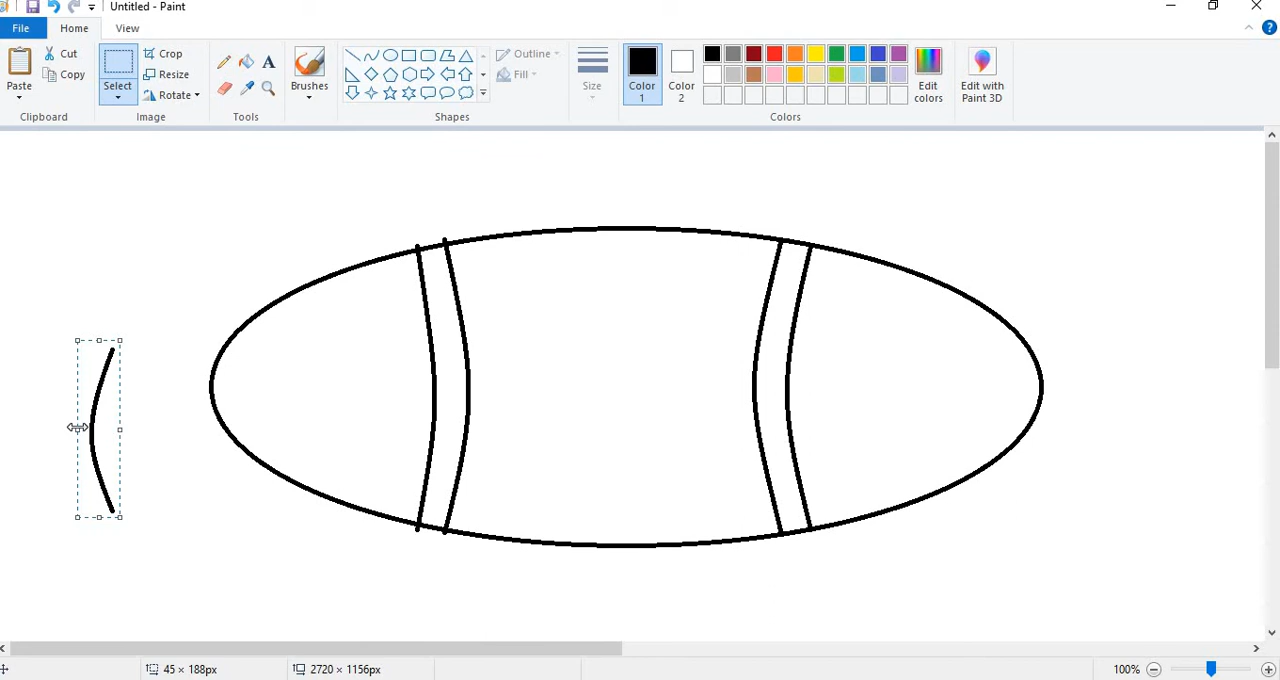 Untitled - Paint
File Home View
Paste
Cut
Copy
Clipboard
Select
Crop
Resize
Rotate
Image
A
Tools
Brushes
Outline
Fill
Shapes
Size
Color 1
Color 2
Edit colors
Colors
Edit with Paint 3D
45 × 188px
2720 × 1156px
100%